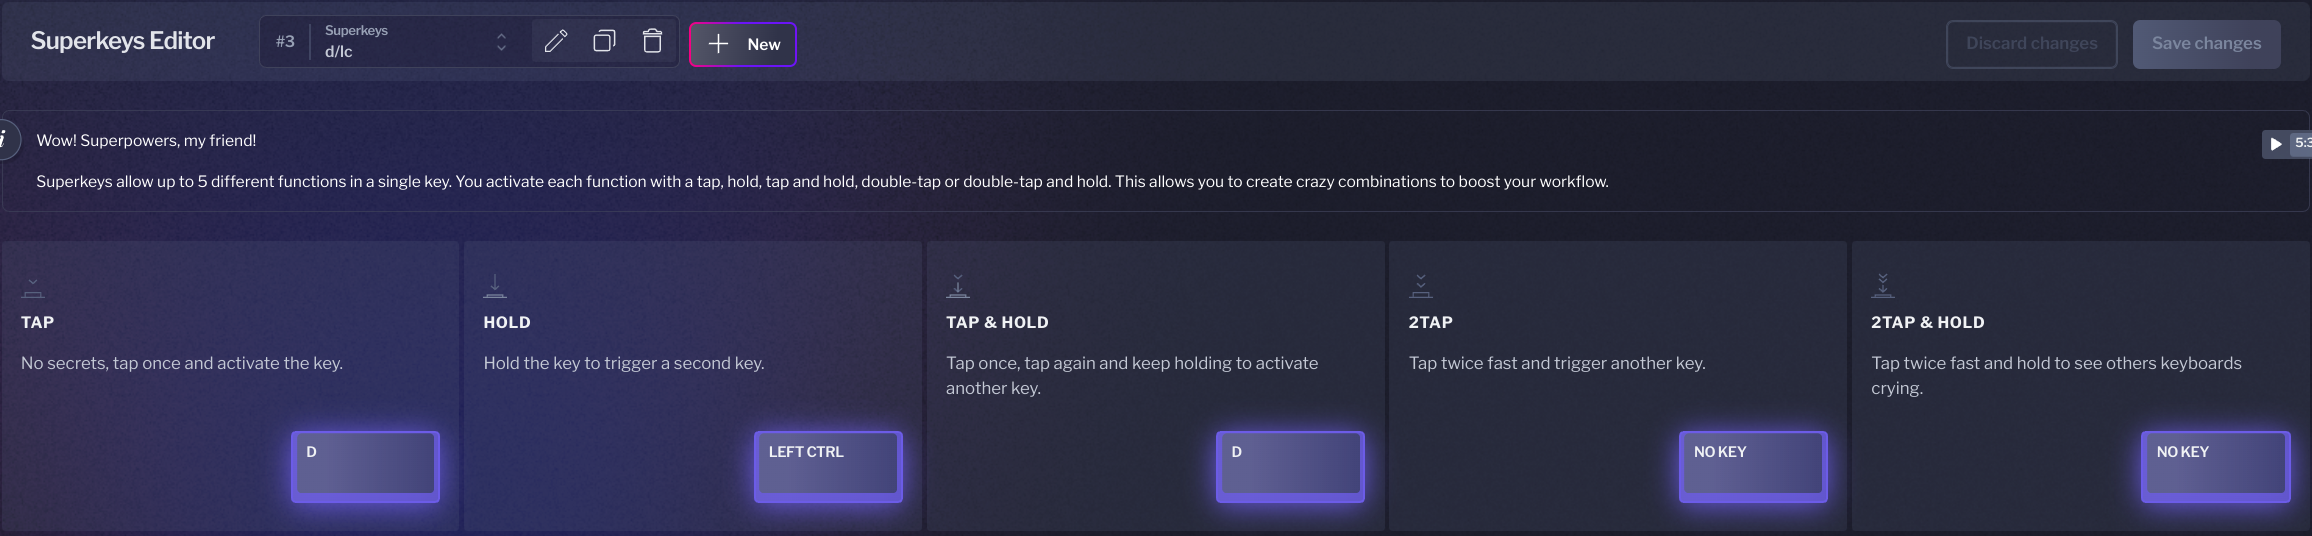 Superkeys Editor
#3
Superkeys
d/lc
New
Discard changes
Save changes
i
Wow! Superpowers, my friend!
5:3
Superkeys allow up to 5 different functions in a single key. You activate each function with a tap, hold, tap and hold, double-tap or double-tap and hold. This allows you to create crazy combinations to boost your workflow.
TAP
No secrets, tap once and activate the key.
D
HOLD
Hold the key to trigger a second key.
LEFT CTRL
TAP & HOLD
Tap once, tap again and keep holding to activate
another key.
D
2TAP
Tap twice fast and trigger another key.
NO KEY
2TAP & HOLD
Tap twice fast and hold to see others keyboards
crying.
NO KEY